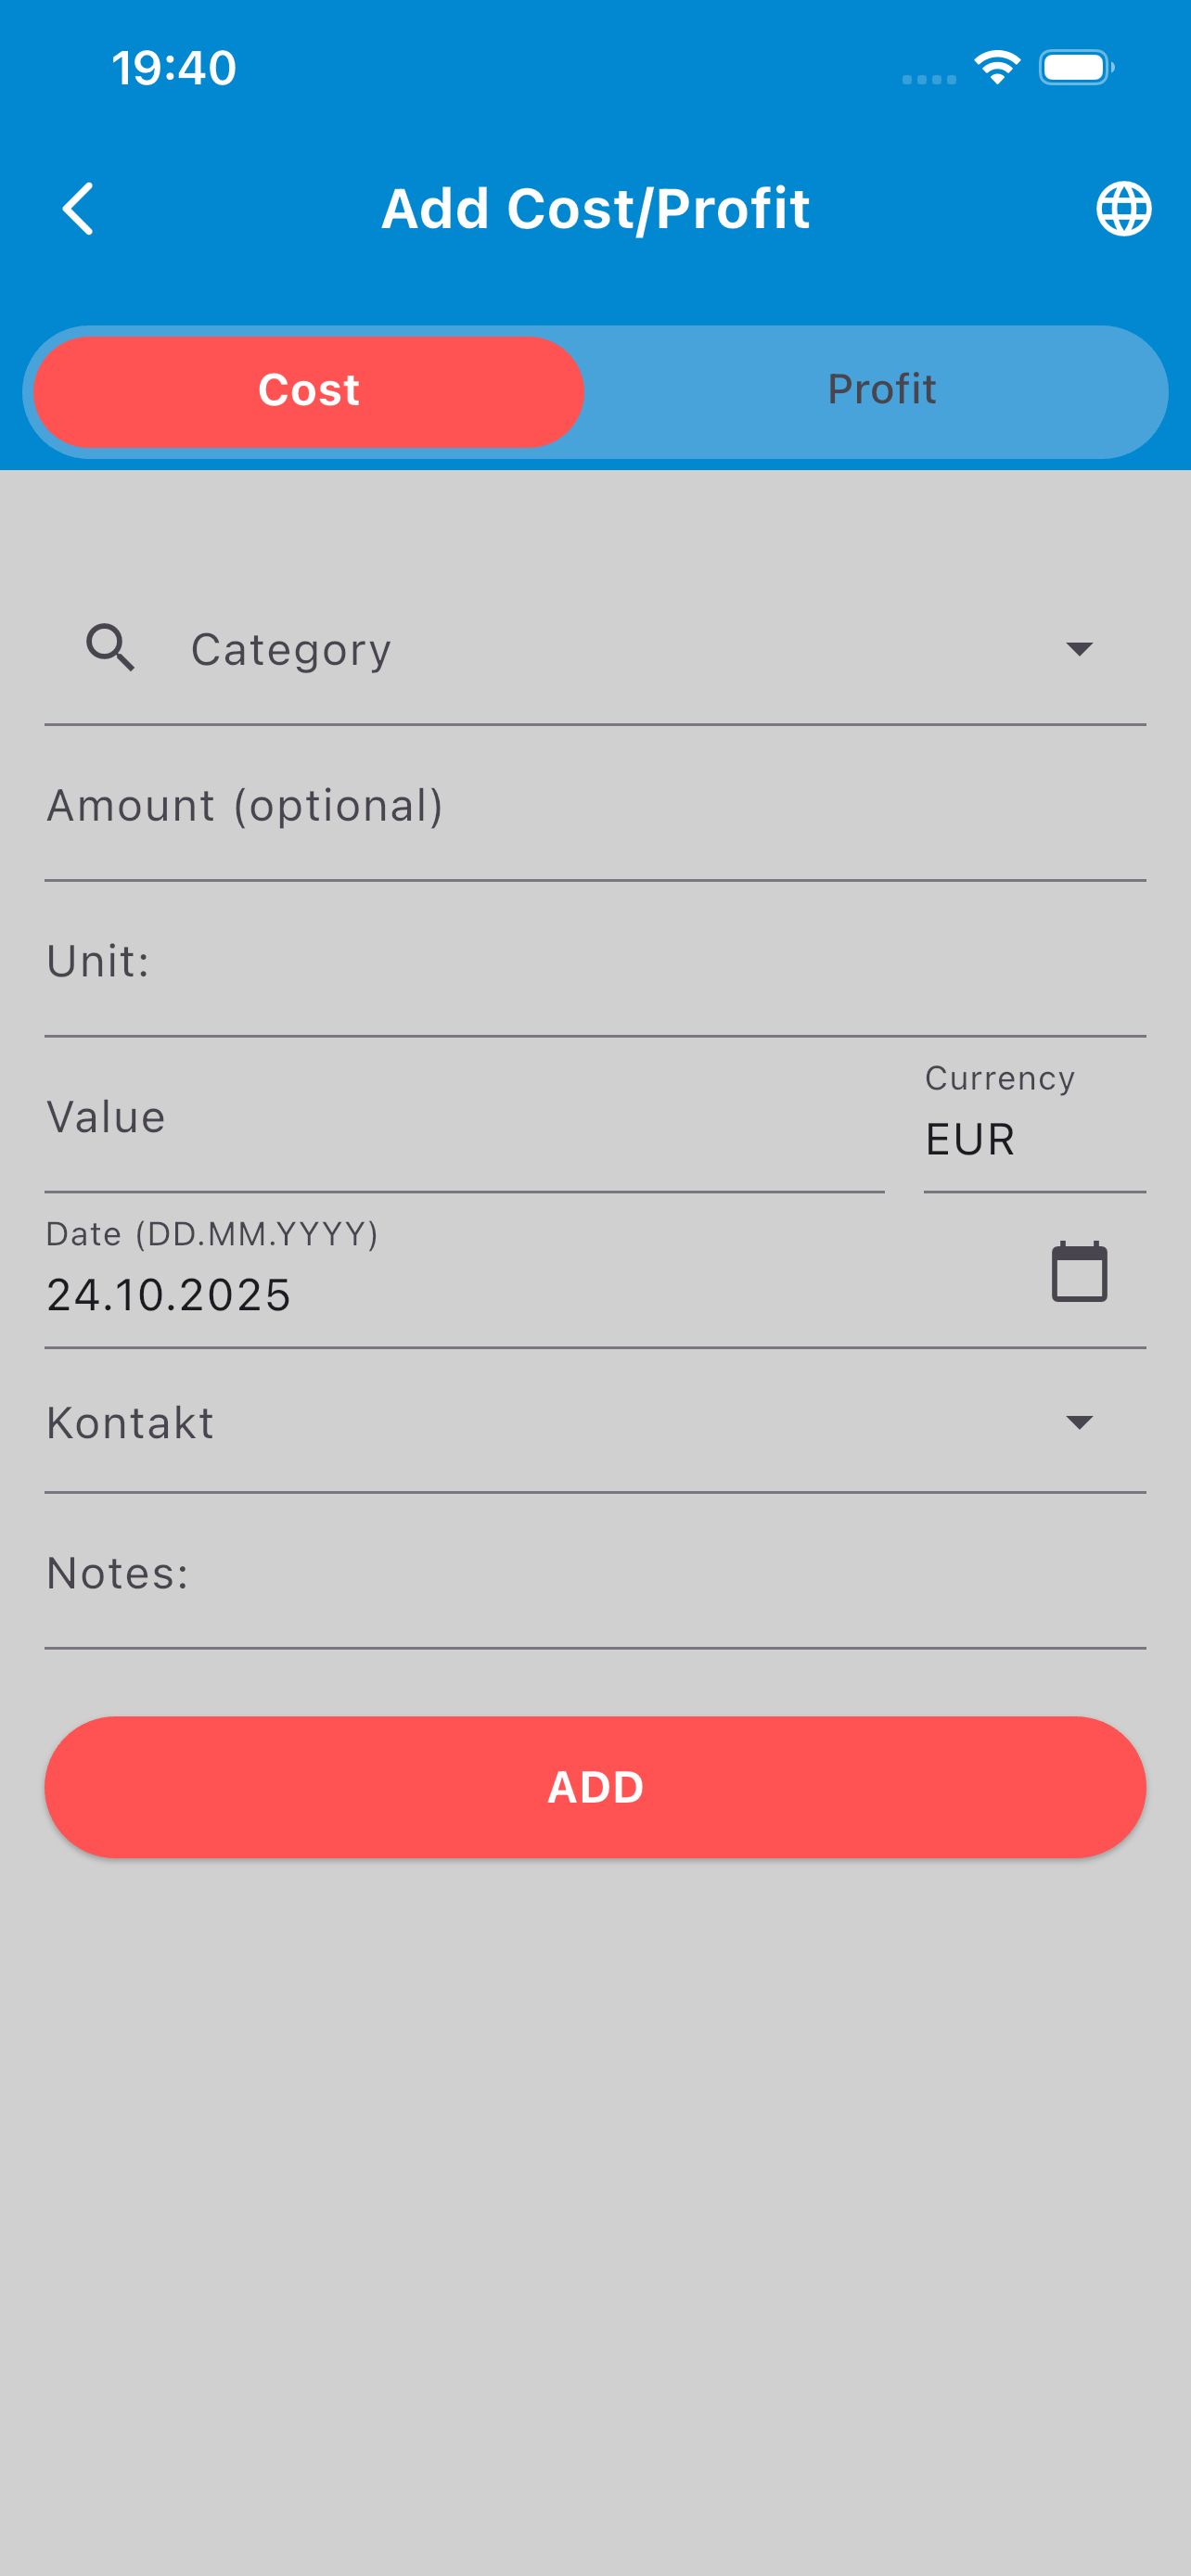 19:40
Add Cost/Profit
Cost
Profit
Category
Amount (optional)
Unit:
Value
Currency
EUR
Date (DD.MM.YYYY)
24.10.2025
Kontakt
Notes:
ADD